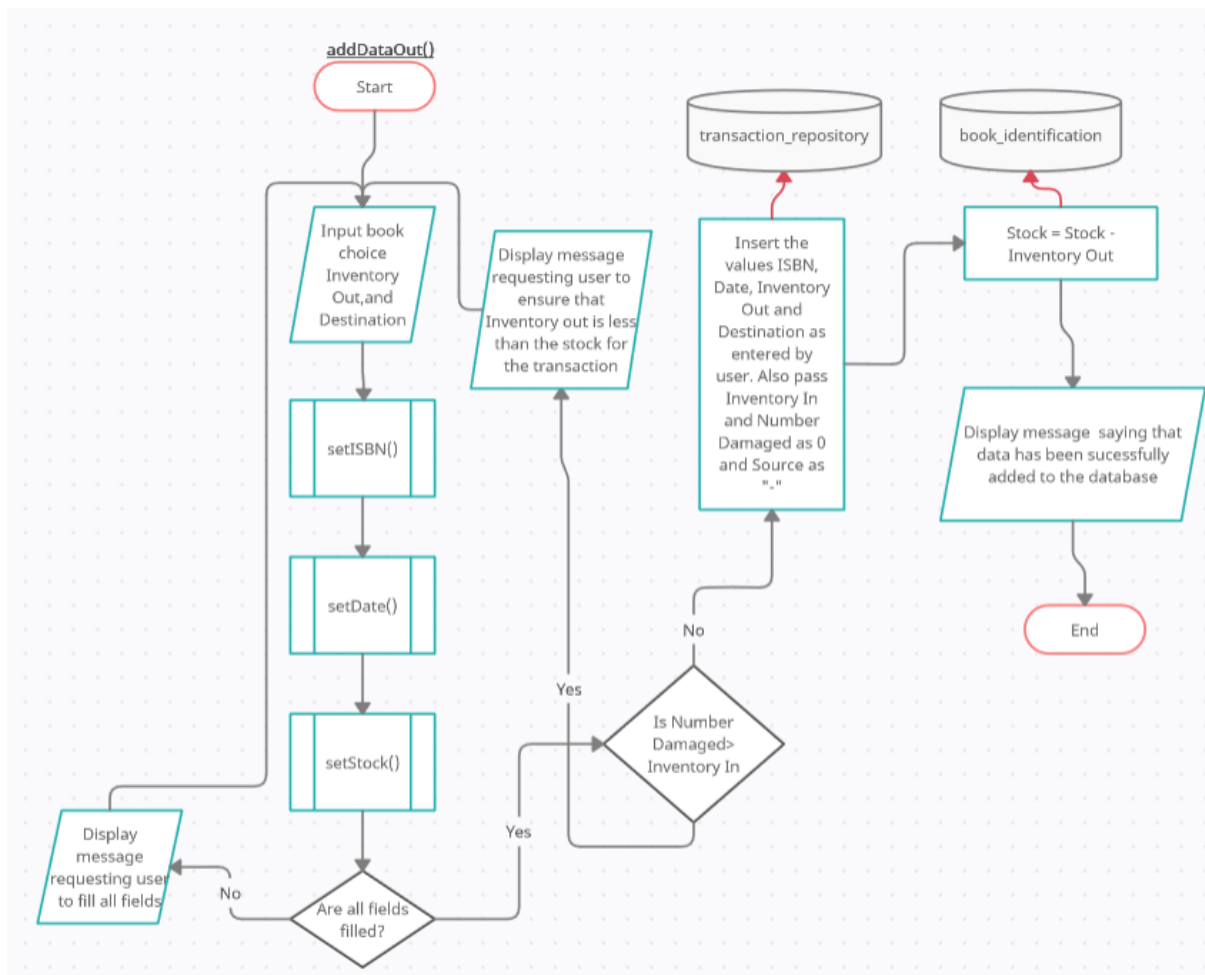 addDataOut()
Start
Input book
choice
Inventory
Out,and
Destination
setISBN()
setDate()
setStock()
Are all fields
filled?
No
Display
message
requesting user
to fill all fields
Yes
Is Number
Damaged>
Inventory In
Yes
Display message
requesting user to
ensure that
Inventory out is less
than the stock for
the transaction
No
Insert the
values ISBN,
Date, Inventory
Out and
Destination as
entered by
user. Also pass
Inventory In
and Number
Damaged as 0
and Source as
"-"
transaction_repository
Stock = Stock -
Inventory Out
book_identification
Display message  saying that
data has been sucessfully
added to the database
End